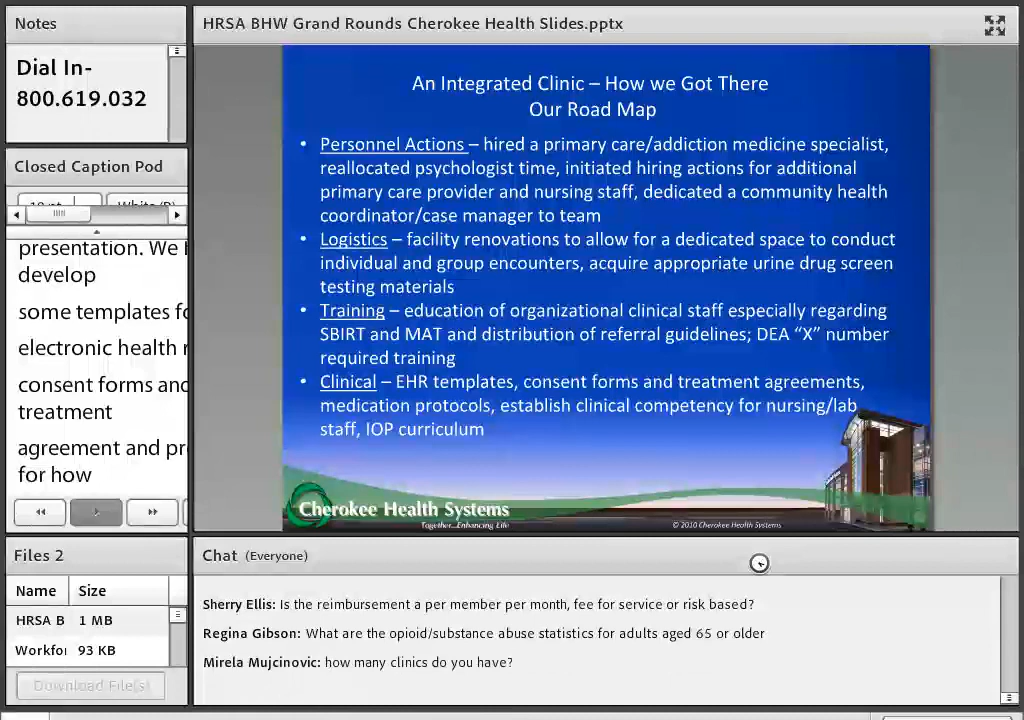 Notes
Dial In-
800.619.032
Closed Caption Pod
presentation. We h
develop
some templates fo
electronic health r
consent forms and
treatment
agreement and pr
for how
Files 2
Name Size
HRSA B 1 MB
Workfo 93 KB
Download File(s)
HRSA BHW Grand Rounds Cherokee Health Slides.pptx
An Integrated Clinic – How we Got There
Our Road Map
• Personnel Actions – hired a primary care/addiction medicine specialist,
reallocated psychologist time, initiated hiring actions for additional
primary care provider and nursing staff, dedicated a community health
coordinator/case manager to team
• Logistics – facility renovations to allow for a dedicated space to conduct
individual and group encounters, acquire appropriate urine drug screen
testing materials
• Training – education of organizational clinical staff especially regarding
SBIRT and MAT and distribution of referral guidelines; DEA “X” number
required training
• Clinical – EHR templates, consent forms and treatment agreements,
medication protocols, establish clinical competency for nursing/lab
staff, IOP curriculum
Cherokee Health Systems
Together...Enhancing Life
© 2010 Cherokee Health Systems
Chat (Everyone)
Sherry Ellis: Is the reimbursement a per member per month, fee for service or risk based?
Regina Gibson: What are the opioid/substance abuse statistics for adults aged 65 or older
Mirela Mujcinovic: how many clinics do you have?